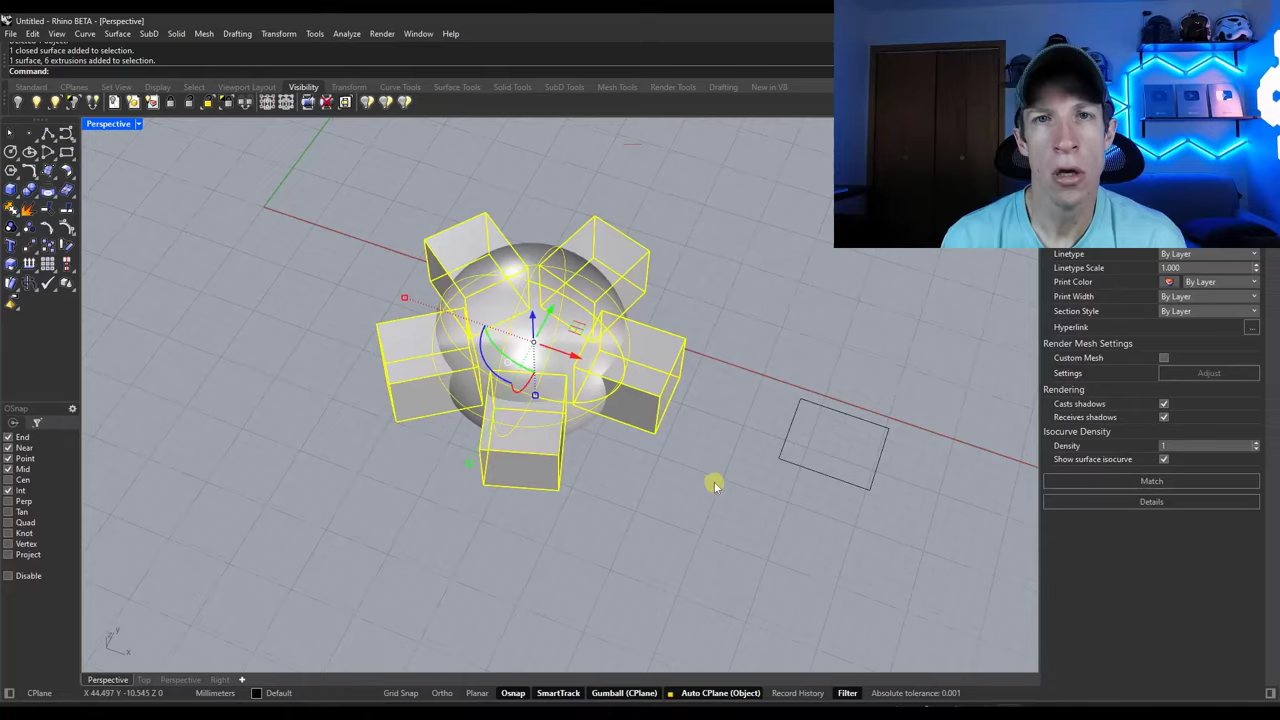 Untitled - Rhino BETA - [Perspective]
File Edit View Curve Surface SubD Solid Mesh Drafting Transform Tools Analyze Render Window Help
1 closed surface added to selection.
1 surface, 6 extrusions added to selection.
Command:
Standard CPlanes Set View Display Select Viewport Layout Visibility Transform Curve Tools Surface Tools Solid Tools SubD Tools Mesh Tools Render Tools Drafting New in V8
Perspective
Linetype By Layer
Linetype Scale 1.000
Print Color By Layer
Print Width By Layer
Section Style By Layer
Hyperlink ...
Render Mesh Settings
Custom Mesh
Settings Adjust
Rendering
Casts shadows
Receives shadows
Isocurve Density
Density 1
Show surface isocurve
Match
Details
OSnap
End
Near
Point
Mid
Cen
Int
Perp
Tan
Quad
Knot
Vertex
Project
Disable
z y
x
Perspective Top Perspective Right
CPlane X 44.497 Y -10.545 Z 0 Millimeters Default Grid Snap Ortho Planar Osnap SmartTrack Gumball (CPlane) Auto CPlane (Object) Record History Filter Absolute tolerance: 0.001